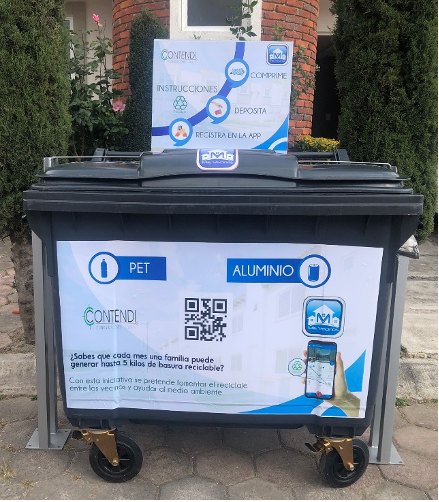 CONTENDI
COMPRIME
INSTRUCCIONES
DEPOSITA
REGISTRA EN LA APP
PET
ALUMINIO
CONTENDI
¿Sabes que cada mes una familia puede
generar hasta 5 kilos de basura reciclable?
Con esta iniciativa se pretende fomentar el reciclaje
entre los vecinos y ayudar al medio ambiente